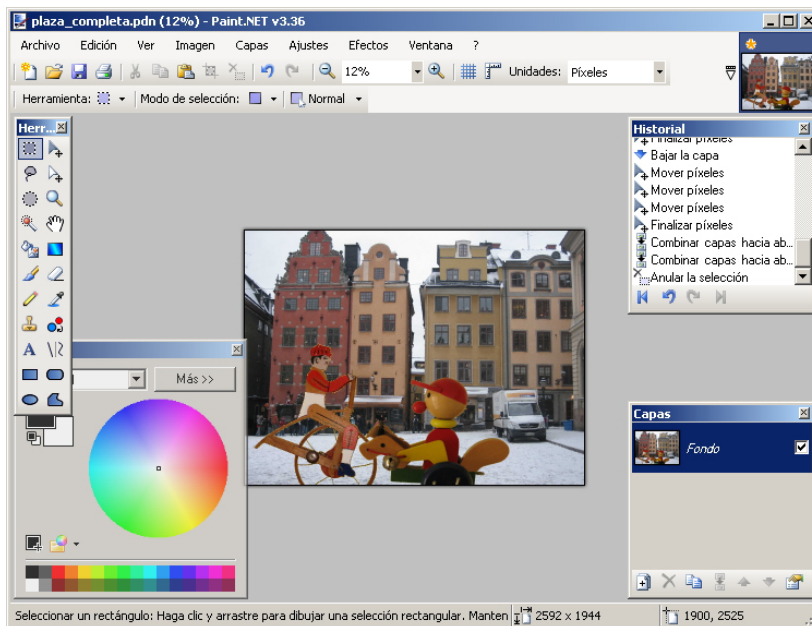 plaza_completa.pdn (12%) - Paint.NET v3.36
Archivo Edición Ver Imagen Capas Ajustes Efectos Ventana ?
12% Unidades: Píxeles
Herramienta: Modo de selección: Normal
Herr...
Historial
Finalizar píxeles
Bajar la capa
Mover píxeles
Mover píxeles
Mover píxeles
Finalizar píxeles
Combinar capas hacia ab...
Combinar capas hacia ab...
Anular la selección
Más >>
Capas
Fondo
Seleccionar un rectángulo: Haga clic y arrastre para dibujar una selección rectangular. Manten 2592 x 1944 1900, 2525